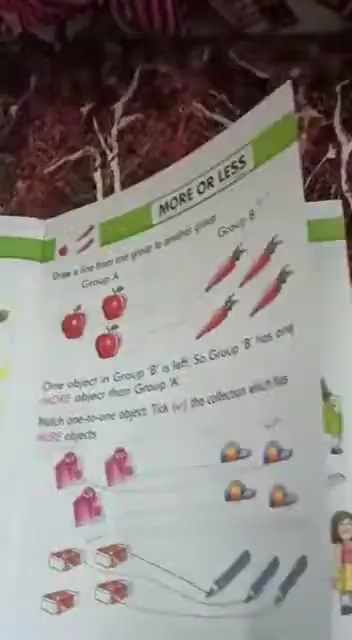 MORE OR LESS
Draw a line from one group to another group
Group A
Group B
One object in Group 'B' is left. So Group 'B' has one
MORE object than Group 'A'.
Match one-to-one object. Tick (✓) the collection which has
MORE objects